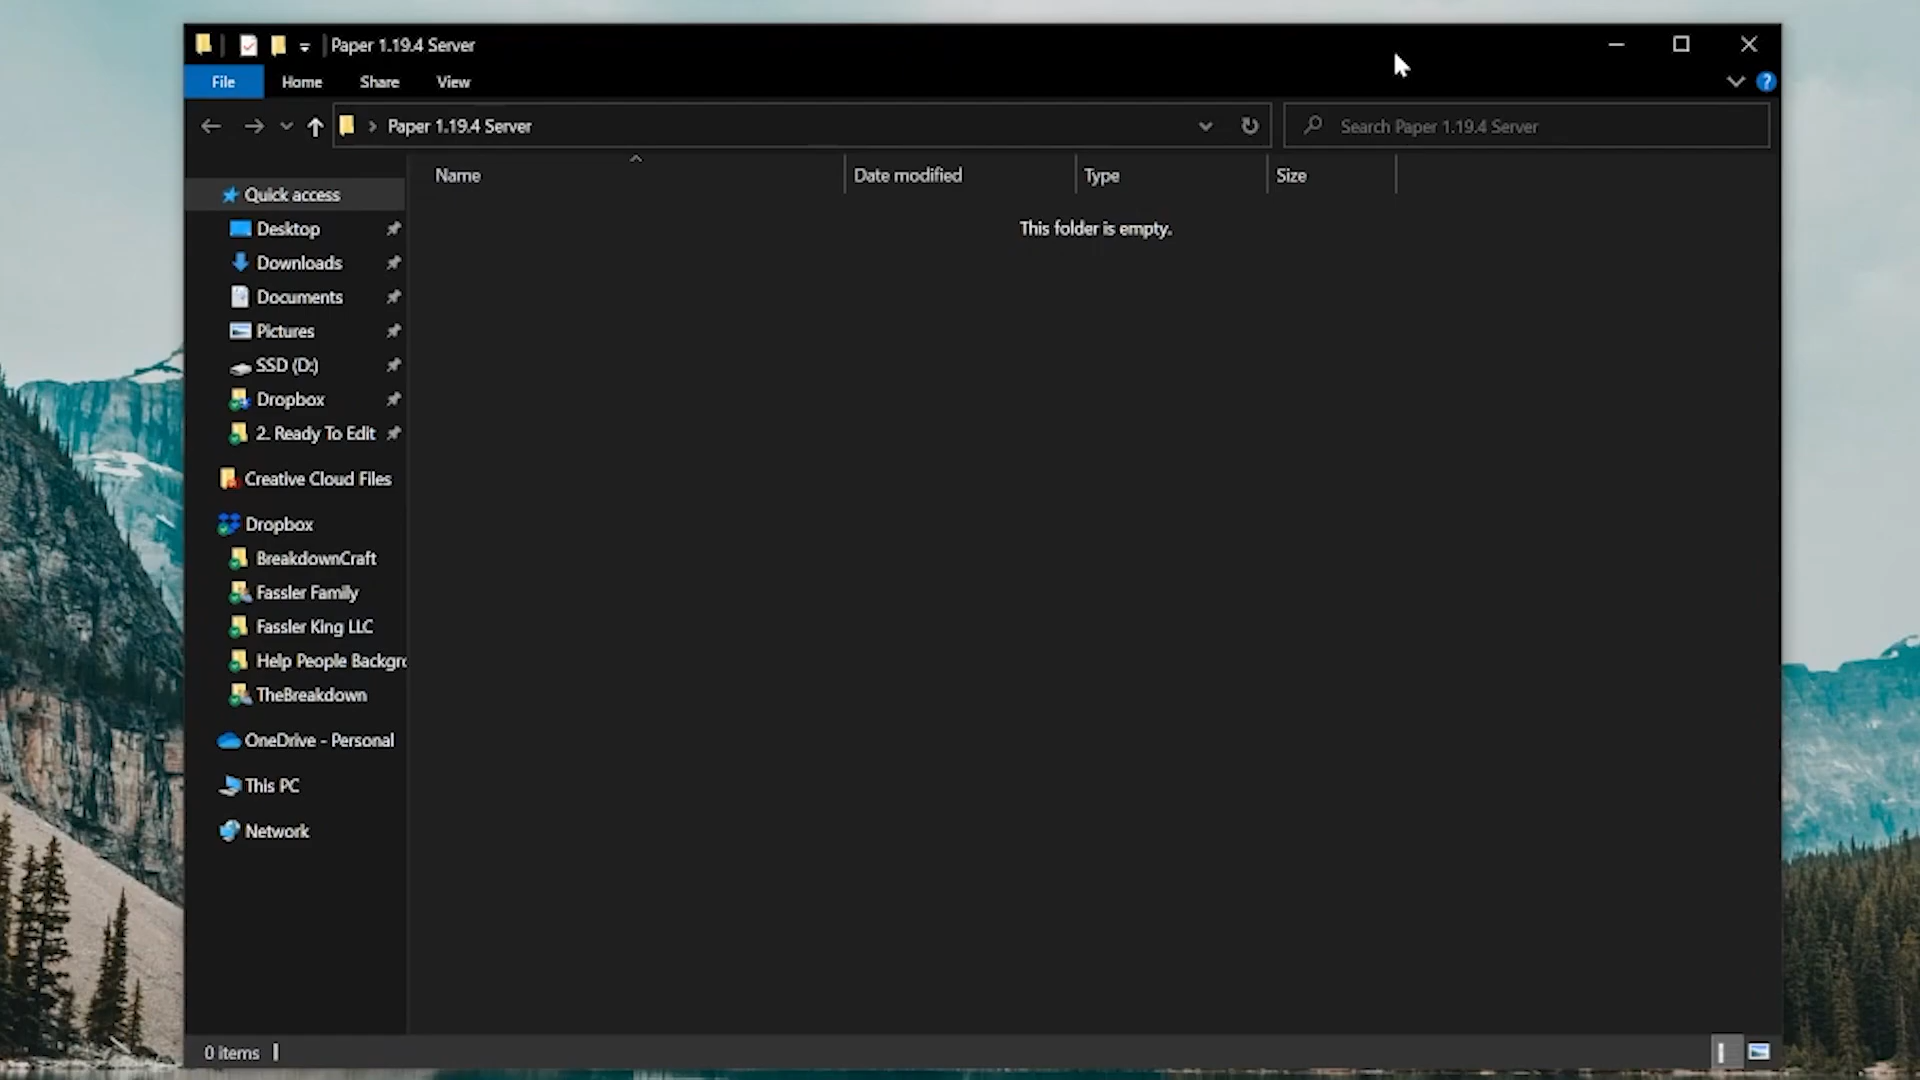 Paper 1.19.4 Server
File Home Share View
Paper 1.19.4 Server
Search Paper 1.19.4 Server
Name Date modified Type Size
This folder is empty.
Quick access
Desktop
Downloads
Documents
Pictures
SSD (D:)
Dropbox
2. Ready To Edit
Creative Cloud Files
Dropbox
BreakdownCraft
Fassler Family
Fassler King LLC
Help People Backgro
TheBreakdown
OneDrive - Personal
This PC
Network
0 items